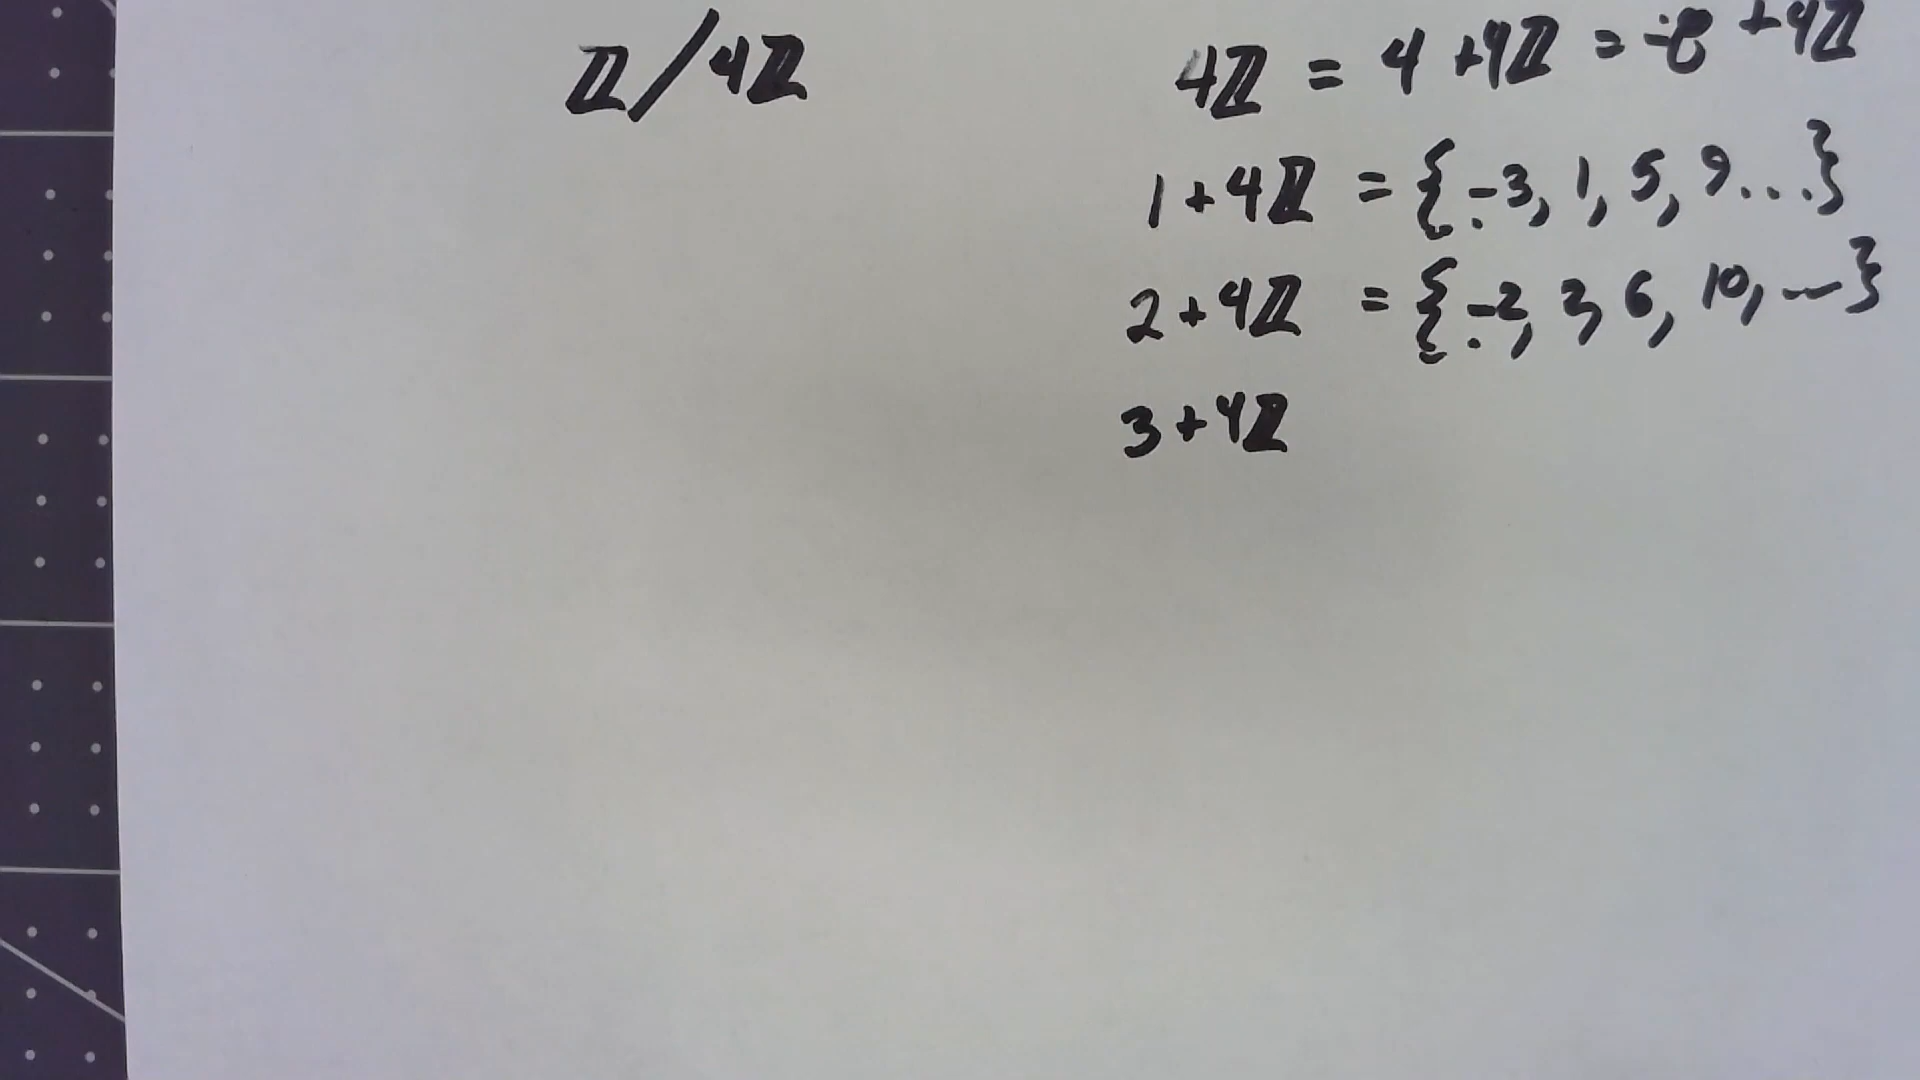 ℤ/4ℤ
4ℤ = 4 + 4ℤ = -8 + 4ℤ
1 + 4ℤ = {-3, 1, 5, 9...}
2 + 4ℤ = {-2, 2, 6, 10, ...}
3 + 4ℤ